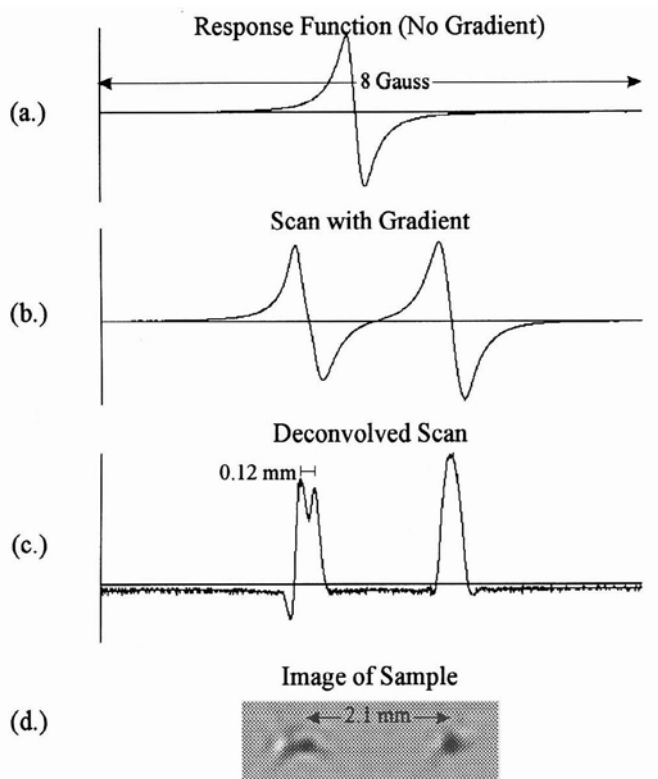 Response Function (No Gradient)
8 Gauss
(a.)
Scan with Gradient
(b.)
Deconvolved Scan
0.12 mm
(c.)
Image of Sample
2.1 mm
(d.)